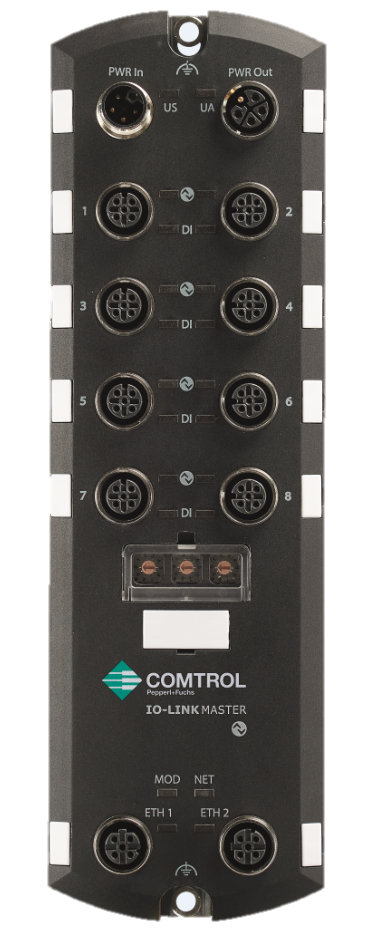 PWR In PWR Out
US UA
1 2
DI
3 4
DI
5 6
DI
7 8
DI
COMTROL
Pepperl+Fuchs
IO-LINK MASTER
MOD NET
ETH 1 ETH 2